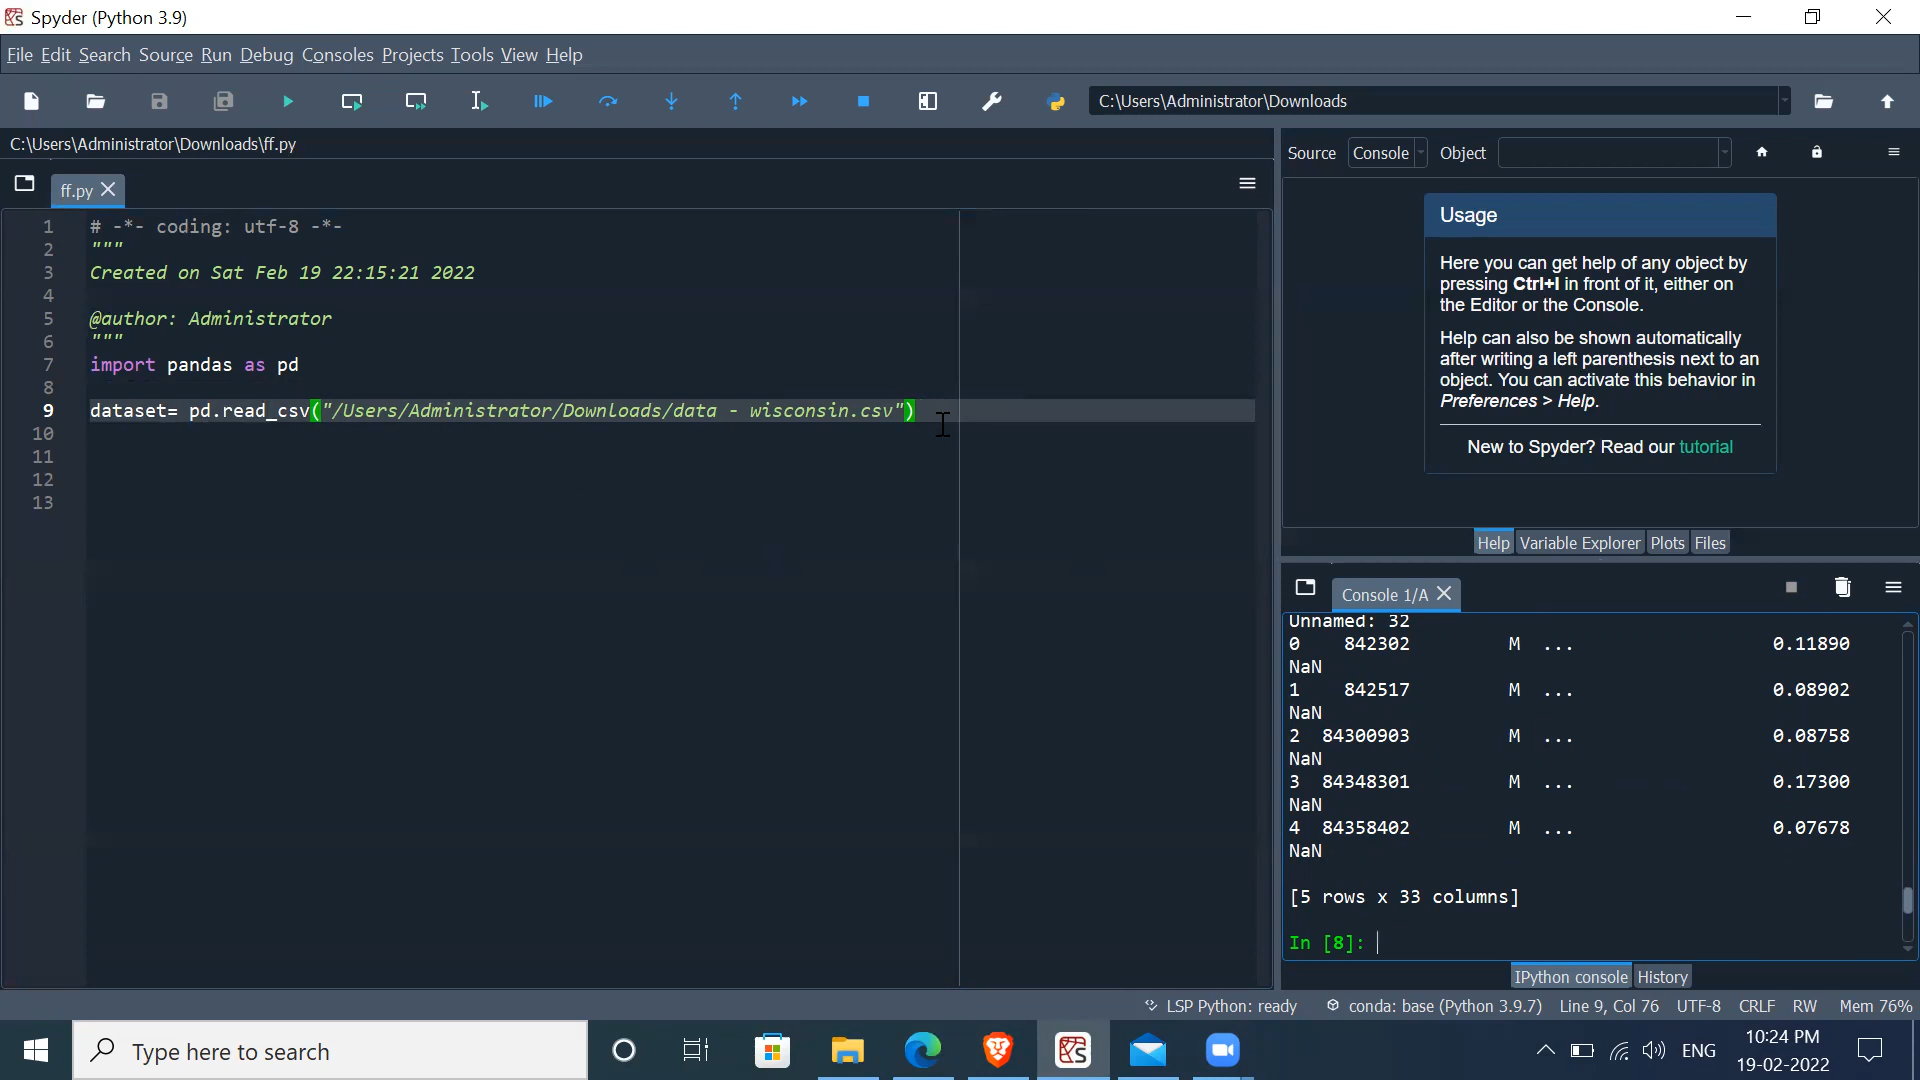 Spyder (Python 3.9)
File Edit Search Source Run Debug Consoles Projects Tools View Help
C:\Users\Administrator\Downloads
C:\Users\Administrator\Downloads\ff.py
ff.py
1 # -*- coding: utf-8 -*-
2 """
3 Created on Sat Feb 19 22:15:21 2022
4
5 @author: Administrator
6 """
7 import pandas as pd
8
9 dataset= pd.read_csv("/Users/Administrator/Downloads/data - wisconsin.csv")
10
11
12
13
Source Console Object
Usage
Here you can get help of any object by
pressing Ctrl+I in front of it, either on
the Editor or the Console.
Help can also be shown automatically
after writing a left parenthesis next to an
object. You can activate this behavior in
Preferences > Help.
New to Spyder? Read our tutorial
Help Variable Explorer Plots Files
Console 1/A
Unnamed: 32
0 842302 M ... 0.11890
NaN
1 842517 M ... 0.08902
NaN
2 84300903 M ... 0.08758
NaN
3 84348301 M ... 0.17300
NaN
4 84358402 M ... 0.07678
NaN
[5 rows x 33 columns]
In [8]:
IPython console History
LSP Python: ready conda: base (Python 3.9.7) Line 9, Col 76 UTF-8 CRLF RW Mem 76%
Type here to search
ENG
10:24 PM
19-02-2022